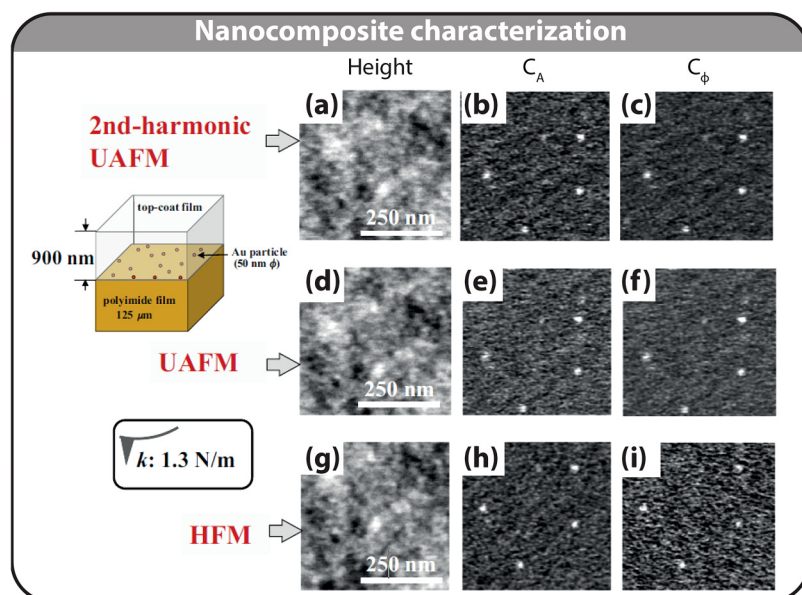 Nanocomposite characterization
Height
C_A
C_ϕ
2nd-harmonic
UAFM
(a)
250 nm
(b)
(c)
top-coat film
900 nm
Au particle
(50 nm ϕ)
polyimide film
125 μm
UAFM
(d)
250 nm
(e)
(f)
k: 1.3 N/m
HFM
(g)
250 nm
(h)
(i)